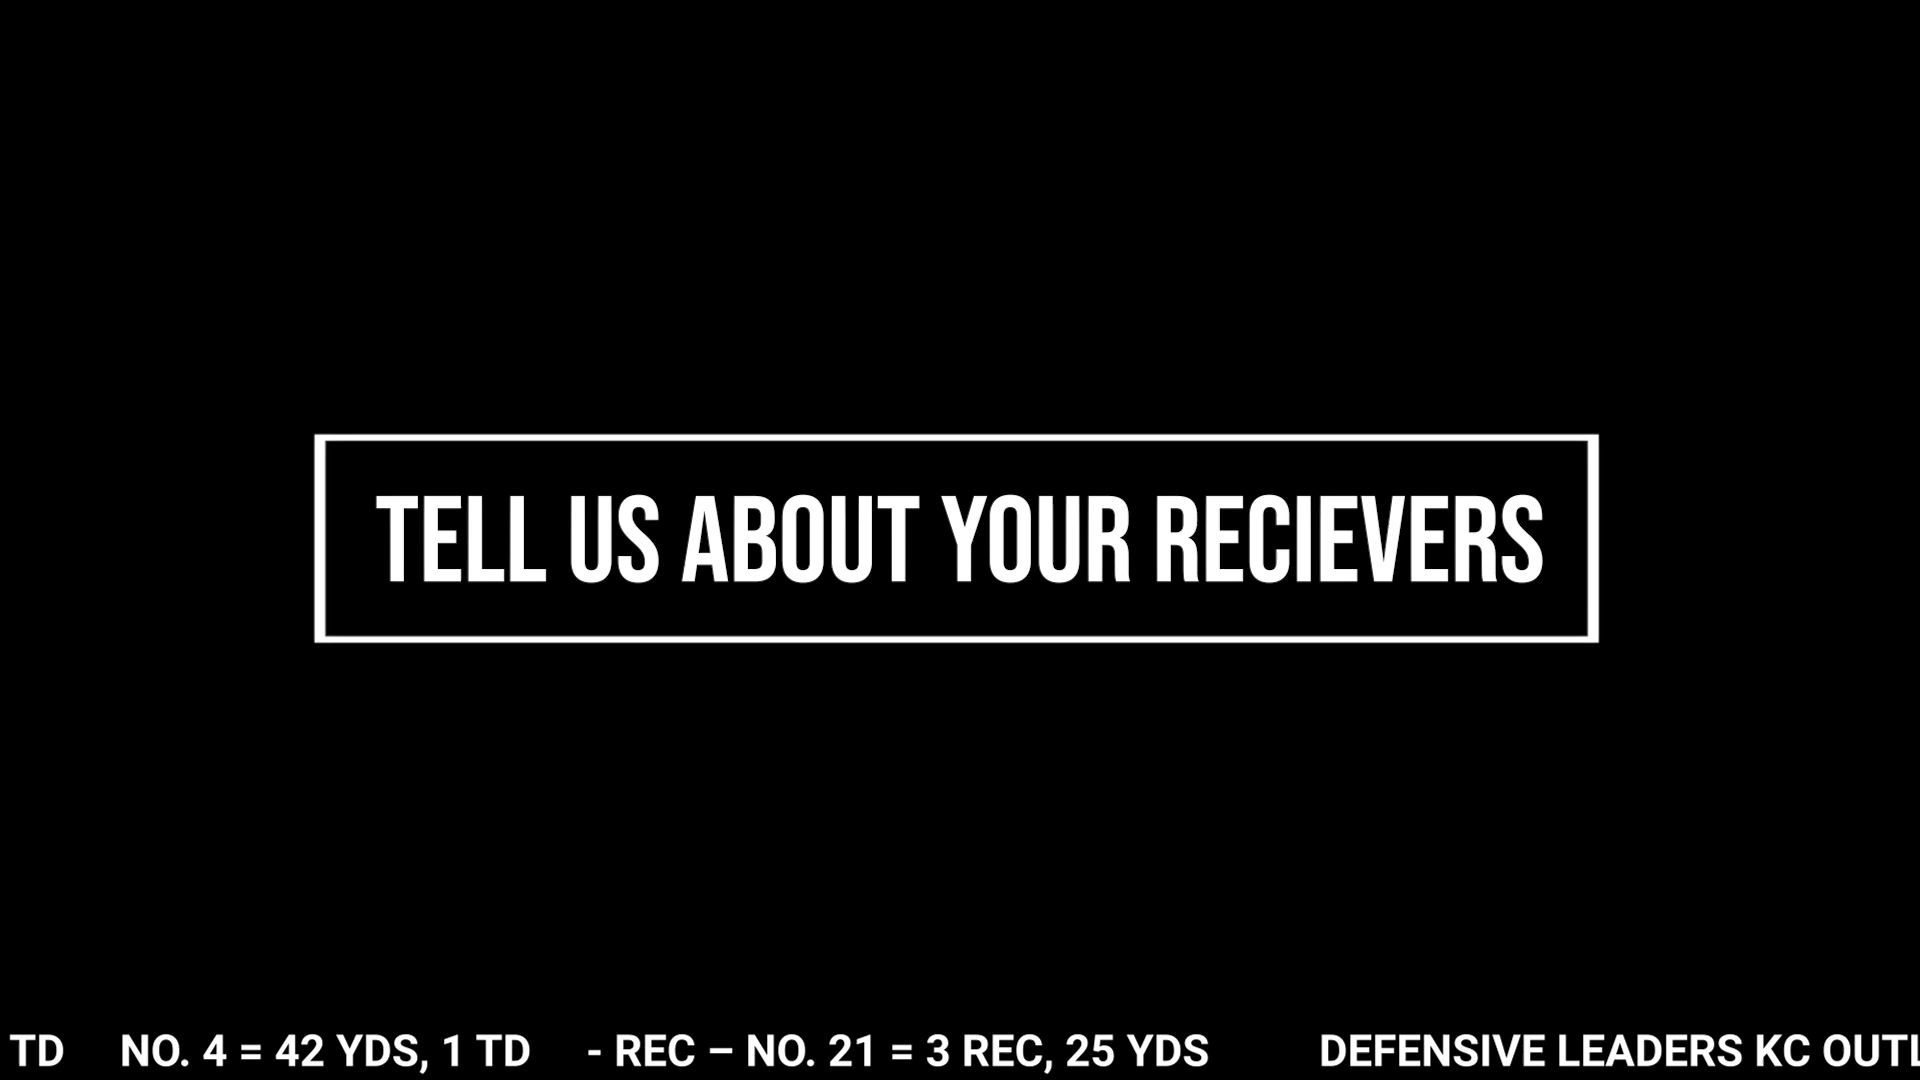 TELL US ABOUT YOUR RECIEVERS
TD NO. 4 = 42 YDS, 1 TD - REC – NO. 21 = 3 REC, 25 YDS DEFENSIVE LEADERS KC